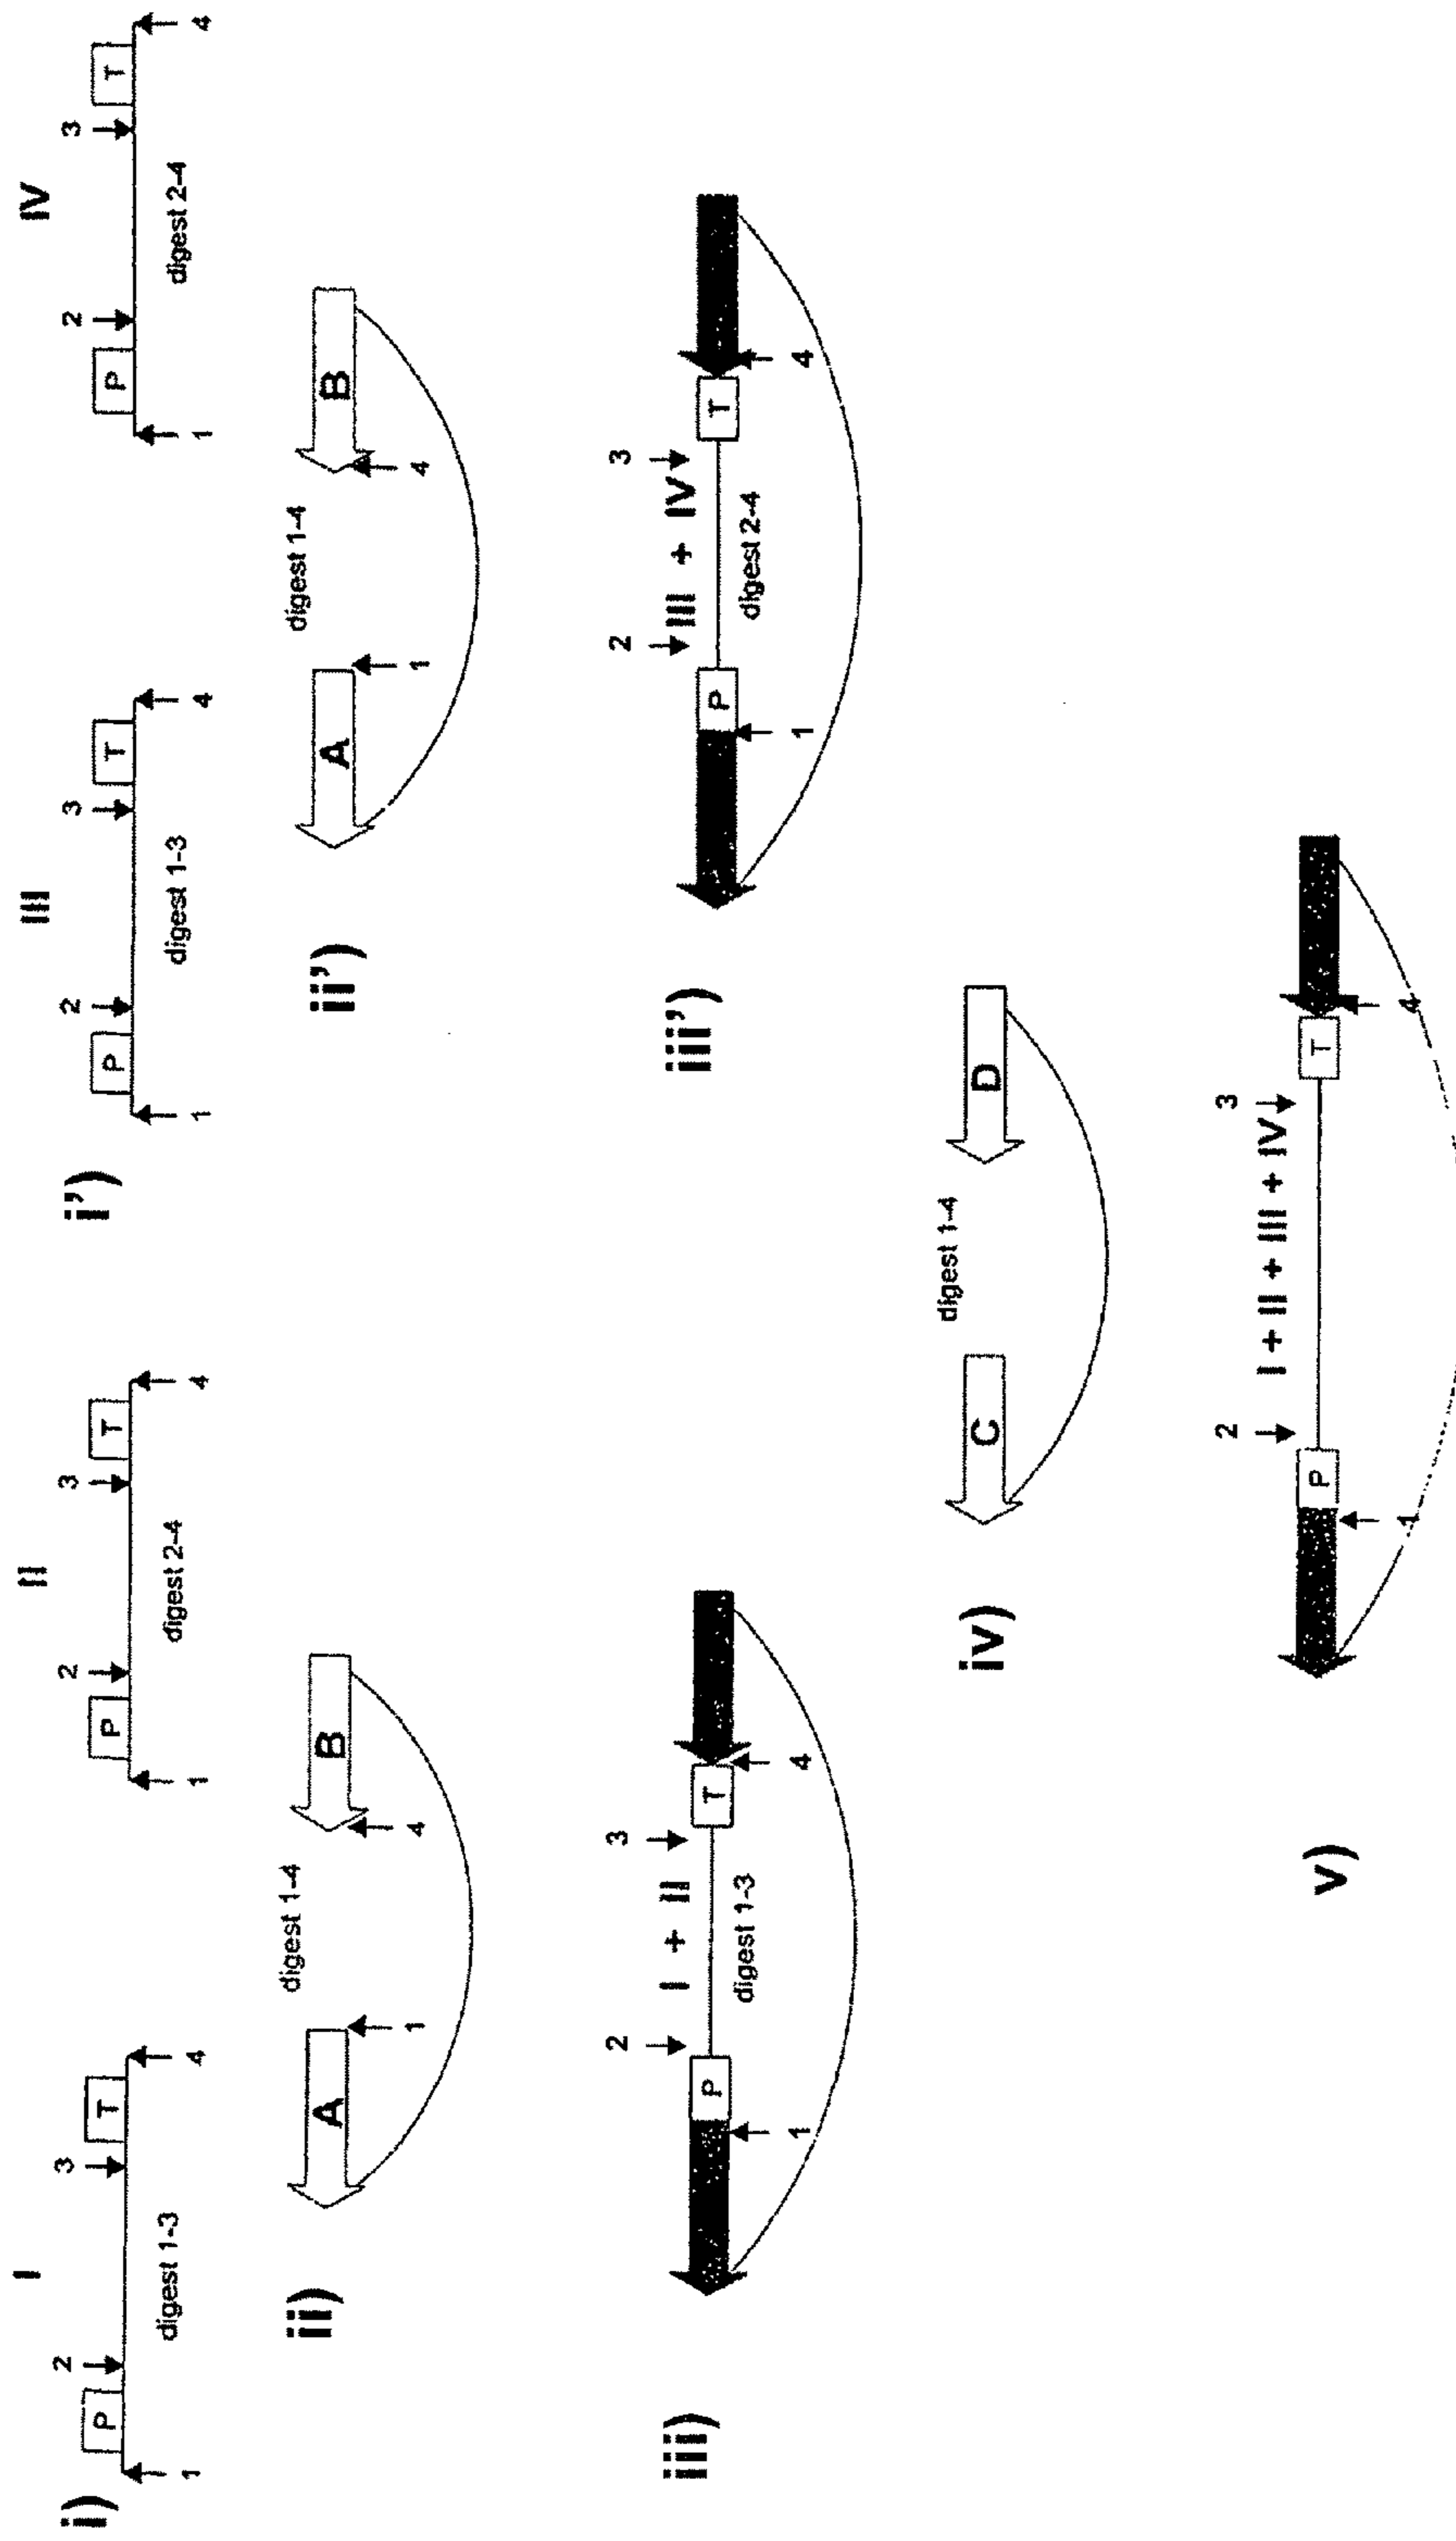 I II III IV
i) 1 P 2 3 T 4 1 P 2 3 T 4
digest 1-3 digest 2-4
i') 1 P 2 3 T 4 1 P 2 3 T 4
digest 1-3 digest 2-4
ii) A 1 digest 1-4 4 B
ii') A 1 digest 1-4 4 B
iii) 1 P 2 I + II 3 T 4
digest 1-3
iii') 1 P 2 III + IV 3 T 4
digest 2-4
iv) C digest 1-4 D
v) 1 P 2 I + II + III + IV 3 T 4